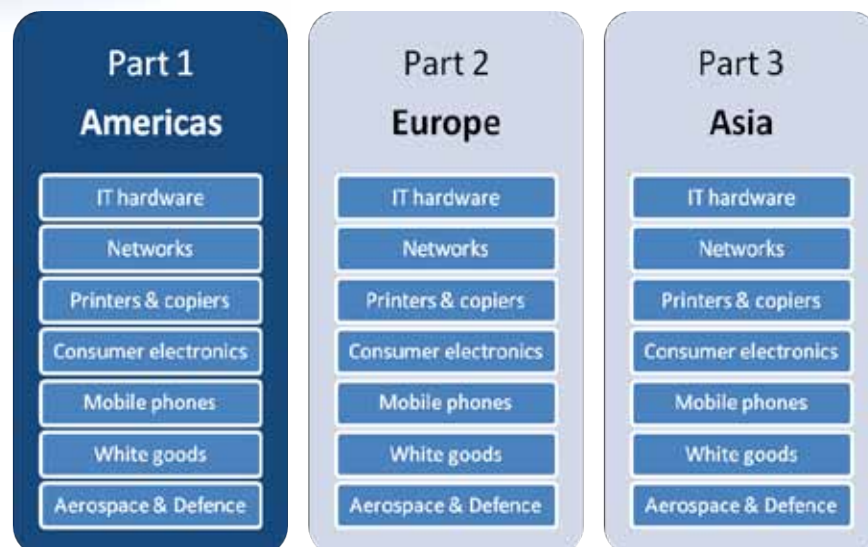 Part 1
Americas
IT hardware
Networks
Printers & copiers
Consumer electronics
Mobile phones
White goods
Aerospace & Defence
Part 2
Europe
IT hardware
Networks
Printers & copiers
Consumer electronics
Mobile phones
White goods
Aerospace & Defence
Part 3
Asia
IT hardware
Networks
Printers & copiers
Consumer electronics
Mobile phones
White goods
Aerospace & Defence